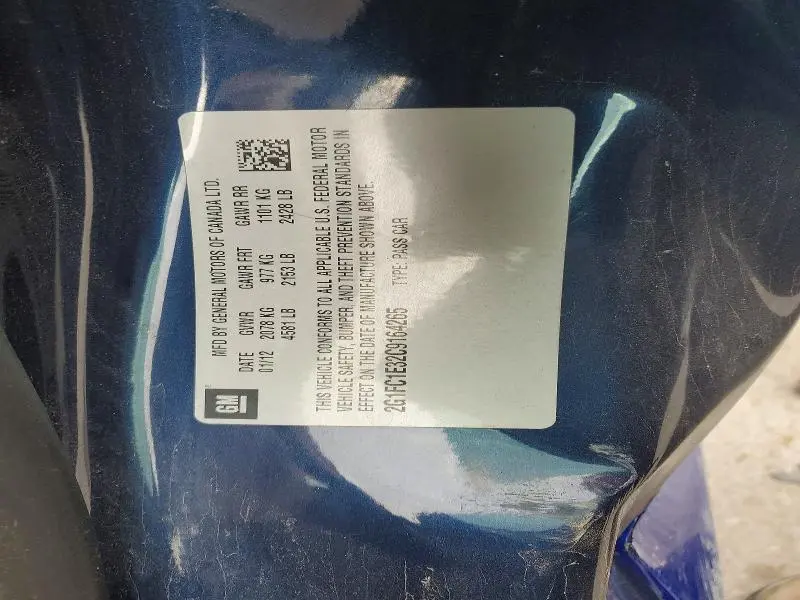 GM
MFD BY GENERAL MOTORS OF CANADA LTD.
DATE GVWR GAWR FRT GAWR RR
01/12 2078 KG 977 KG 1101 KG
4581 LB 2153 LB 2428 LB
THIS VEHICLE CONFORMS TO ALL APPLICABLE U.S. FEDERAL MOTOR
VEHICLE SAFETY, BUMPER, AND THEFT PREVENTION STANDARDS IN
EFFECT ON THE DATE OF MANUFACTURE SHOWN ABOVE.
2G1FC1E32C9164265 TYPE: PASS CAR